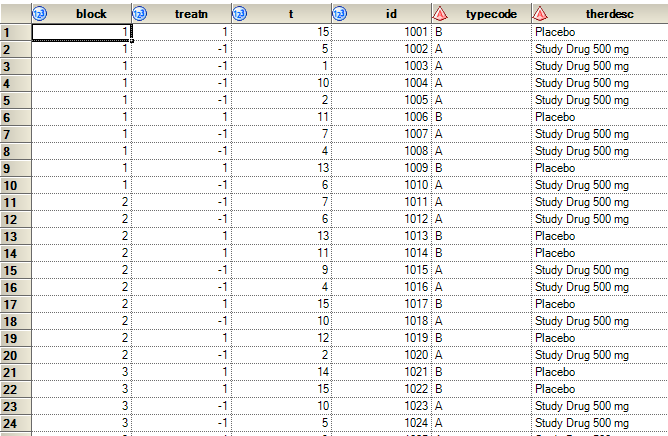 block treatn t id typecode therdesc
1 1 1 15 1001 B Placebo
2 1 -1 5 1002 A Study Drug 500 mg
3 1 -1 1 1003 A Study Drug 500 mg
4 1 -1 10 1004 A Study Drug 500 mg
5 1 -1 2 1005 A Study Drug 500 mg
6 1 1 11 1006 B Placebo
7 1 -1 7 1007 A Study Drug 500 mg
8 1 -1 4 1008 A Study Drug 500 mg
9 1 1 13 1009 B Placebo
10 1 -1 6 1010 A Study Drug 500 mg
11 2 -1 7 1011 A Study Drug 500 mg
12 2 -1 6 1012 A Study Drug 500 mg
13 2 1 13 1013 B Placebo
14 2 1 11 1014 B Placebo
15 2 -1 9 1015 A Study Drug 500 mg
16 2 -1 4 1016 A Study Drug 500 mg
17 2 1 15 1017 B Placebo
18 2 -1 10 1018 A Study Drug 500 mg
19 2 1 12 1019 B Placebo
20 2 -1 2 1020 A Study Drug 500 mg
21 3 1 14 1021 B Placebo
22 3 1 15 1022 B Placebo
23 3 -1 10 1023 A Study Drug 500 mg
24 3 -1 5 1024 A Study Drug 500 mg